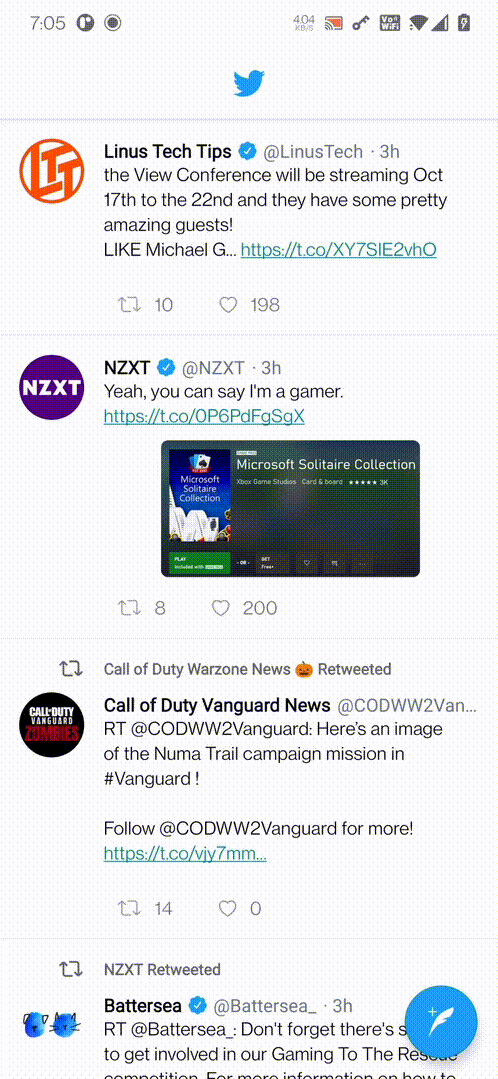 7:05
4.04
KB/S
Vo))
WiFi
LTT
Linus Tech Tips @LinusTech · 3h
the View Conference will be streaming Oct
17th to the 22nd and they have some pretty
amazing guests!
LIKE Michael G... https://t.co/XY7SIE2vhO
10 198
NZXT
NZXT @NZXT · 3h
Yeah, you can say I'm a gamer.
https://t.co/0P6PdFgSgX
Microsoft
Solitaire
Collection
Microsoft Solitaire Collection
Xbox Game Studios Card & board ★★★★★ 3K
PLAY
Included with
- OR -
GET
Free+
...
8 200
Call of Duty Warzone News 🎃 Retweeted
CALL OF DUTY
VANGUARD
ZOMBIES
Call of Duty Vanguard News @CODWW2Van...
RT @CODWW2Vanguard: Here's an image
of the Numa Trail campaign mission in
#Vanguard !
Follow @CODWW2Vanguard for more!
https://t.co/vjy7mm...
14 0
NZXT Retweeted
Battersea @Battersea_ · 3h
RT @Battersea_: Don't forget there's s
to get involved in our Gaming To The Rescue
competition. For more information on how to